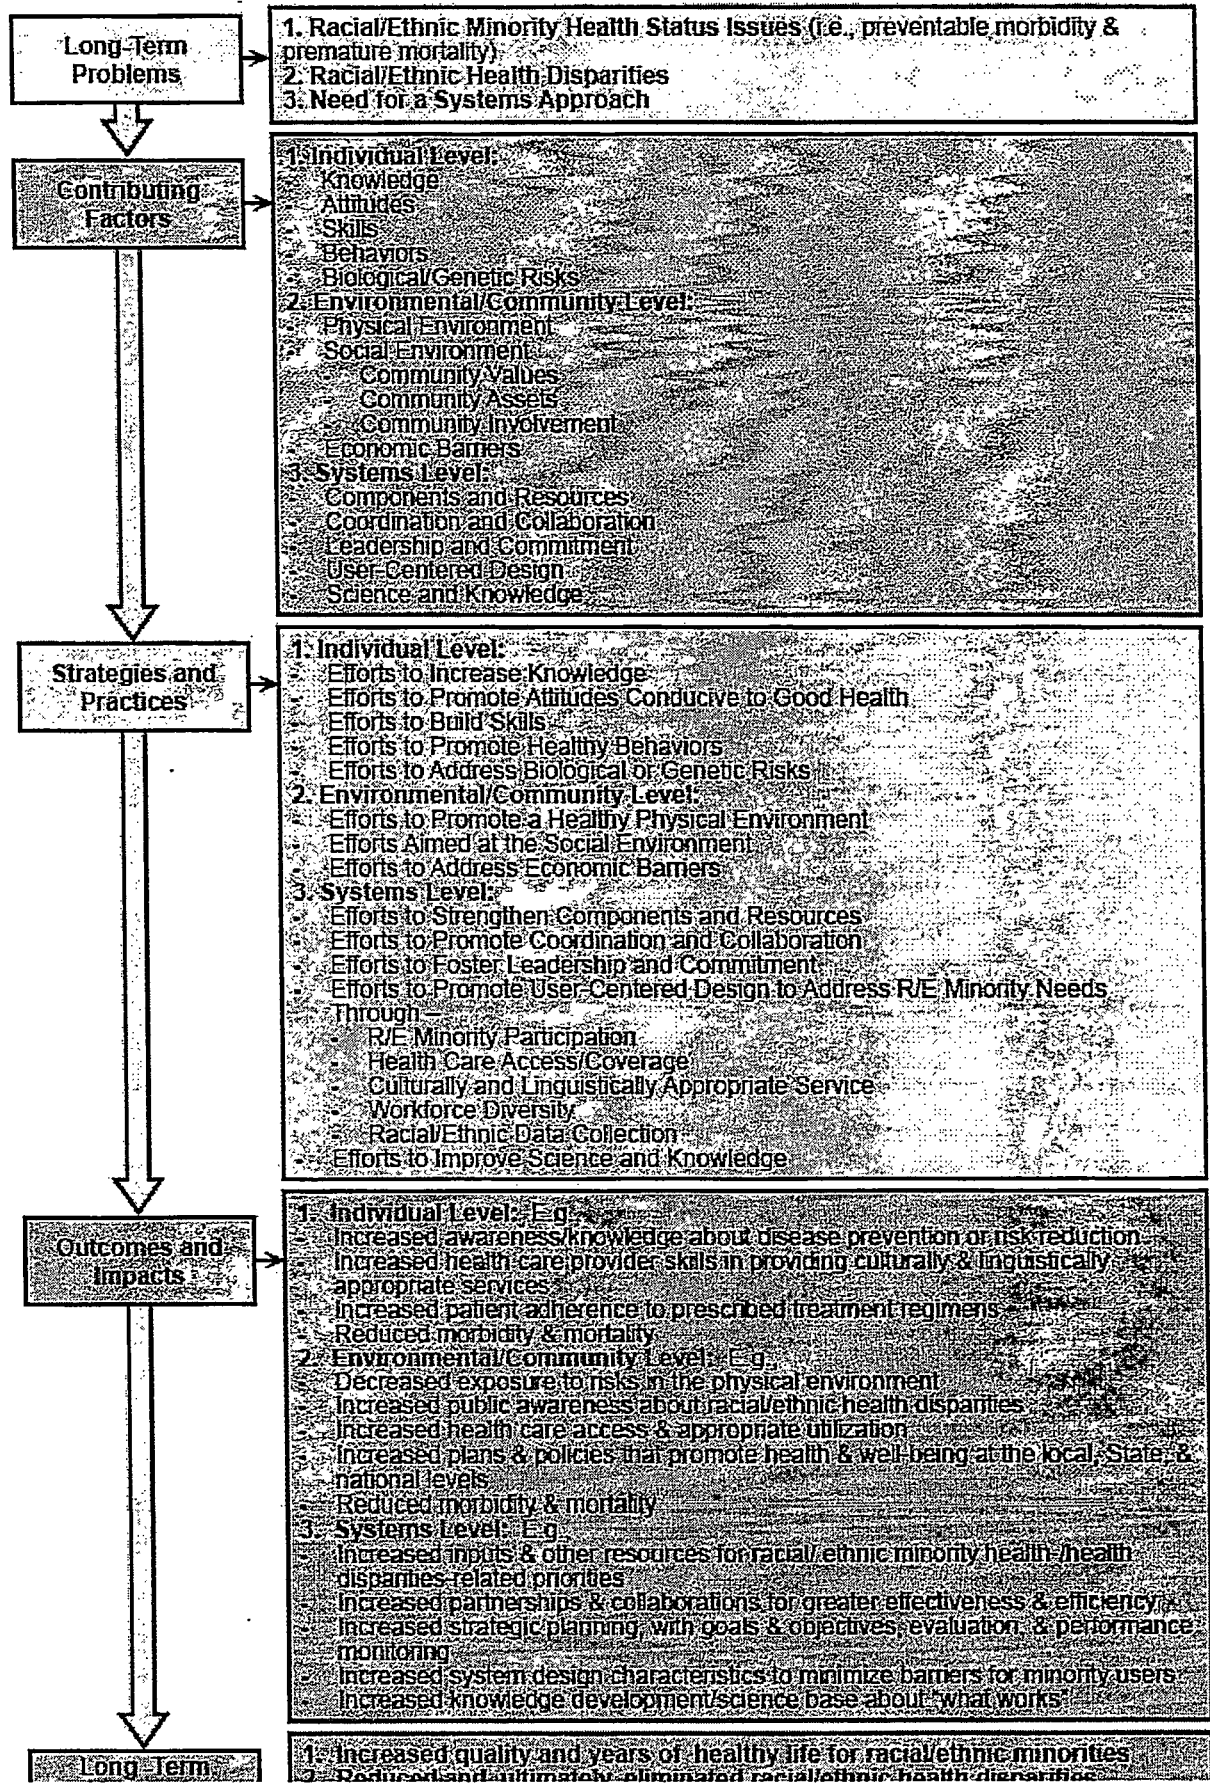 Long-Term
Problems
1. Racial/Ethnic Minority Health Status Issues (i.e., preventable morbidity &
premature mortality)
2. Racial/Ethnic Health Disparities
3. Need for a Systems Approach
Contributing
Factors
1. Individual Level:
- Knowledge
- Attitudes
- Skills
- Behaviors
- Biological/Genetic Risks
2. Environmental/Community Level:
- Physical Environment
- Social Environment
- Community Values
- Community Assets
- Community Involvement
- Economic Barriers
3. Systems Level:
- Components and Resources
- Coordination and Collaboration
- Leadership and Commitment
- User-Centered Design
- Science and Knowledge
Strategies and
Practices
1. Individual Level:
- Efforts to Increase Knowledge
- Efforts to Promote Attitudes Conducive to Good Health
- Efforts to Build Skills
- Efforts to Promote Healthy Behaviors
- Efforts to Address Biological or Genetic Risks
2. Environmental/Community Level:
- Efforts to Promote a Healthy Physical Environment
- Efforts Aimed at the Social Environment
- Efforts to Address Economic Barriers
3. Systems Level:
- Efforts to Strengthen Components and Resources
- Efforts to Promote Coordination and Collaboration
- Efforts to Foster Leadership and Commitment
- Efforts to Promote User-Centered Design to Address R/E Minority Needs
Through –
- R/E Minority Participation
- Health Care Access/Coverage
- Culturally and Linguistically Appropriate Service
- Workforce Diversity
- Racial/Ethnic Data Collection
- Efforts to Improve Science and Knowledge
Outcomes and
Impacts
1. Individual Level: E.g.,
- Increased awareness/knowledge about disease prevention or risk reduction
- Increased health care provider skills in providing culturally & linguistically
appropriate services
- Increased patient adherence to prescribed treatment regimens
- Reduced morbidity & mortality
2. Environmental/Community Level: E.g.,
- Decreased exposure to risks in the physical environment
- Increased public awareness about racial/ethnic health disparities
- Increased health care access & appropriate utilization
- Increased plans & policies that promote health & well-being at the local, State, &
national levels
- Reduced morbidity & mortality
3. Systems Level: E.g.,
- Increased inputs & other resources for racial/ ethnic minority health-/health
disparities-related priorities
- Increased partnerships & collaborations for greater effectiveness & efficiency
- Increased strategic planning, with goals & objectives, evaluation, & performance
monitoring
- Increased system design characteristics to minimize barriers for minority users
- Increased knowledge development/science base about "what works"
Long-Term
1. Increased quality and years of healthy life for racial/ethnic minorities
2. Reduced and, ultimately, eliminated racial/ethnic health disparities